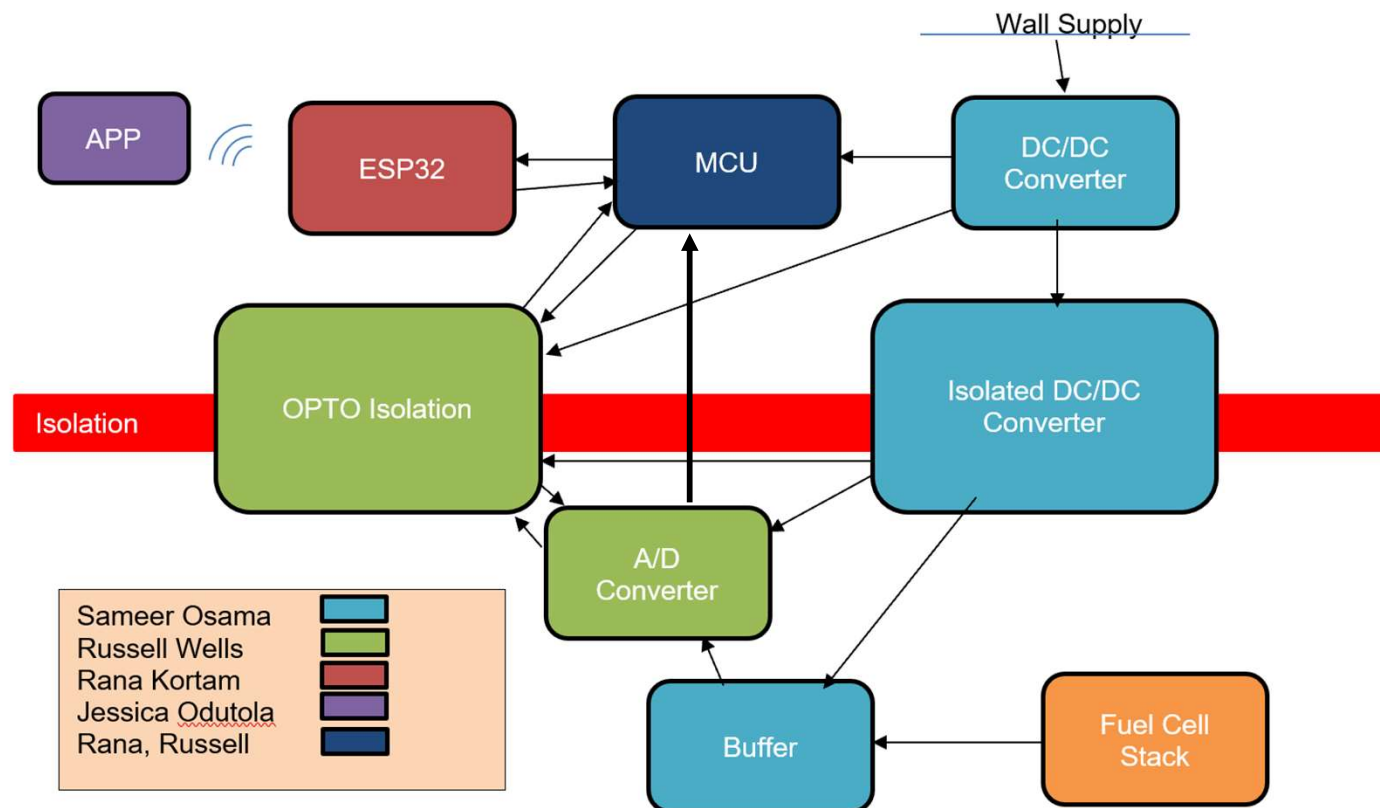 Wall Supply
APP
ESP32
MCU
DC/DC
Converter
OPTO Isolation
Isolated DC/DC
Converter
Isolation
A/D
Converter
Sameer Osama
Russell Wells
Rana Kortam
Jessica Odutola
Rana, Russell
Buffer
Fuel Cell
Stack